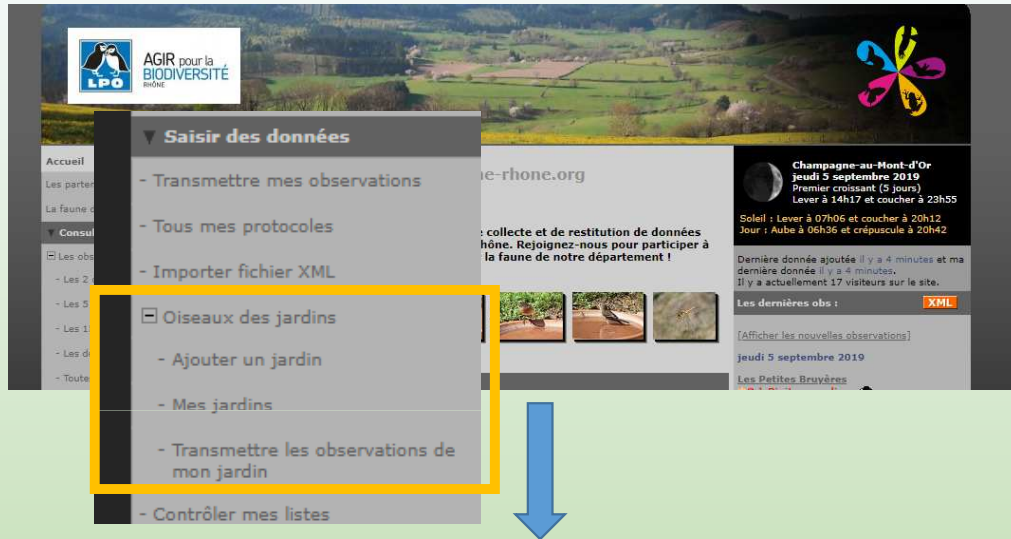 LPO
AGIR pour la
BIODIVERSITÉ
RHÔNE
▼ Saisir des données
- Transmettre mes observations
- Tous mes protocoles
- Importer fichier XML
Oiseaux des jardins
- Ajouter un jardin
- Mes jardins
- Transmettre les observations de
mon jardin
- Contrôler mes listes
Accueil
Les
La faune
▼
Les
- Les 2
- Les 5
- Les
- Les
e-rhone.org
collecte et de restitution de données
Rejoignez-nous pour participer à
la faune de notre département !
Champagne-au-Mont-d'Or
jeudi 5 septembre 2019
Premier croissant (5 jours)
Lever à 14h17 et coucher à 23h55
Soleil : Lever à 07h06 et coucher à 20h12
Jour : Aube à 06h36 et crépuscule à 20h42
Dernière donnée ajoutée il y a 4 minutes et ma
dernière donnée il y a 4 minutes.
Il y a actuellement 17 visiteurs sur le site.
Les dernières obs :
XML
[Afficher les nouvelles observations]
jeudi 5 septembre 2019
Les Petites Bruyères